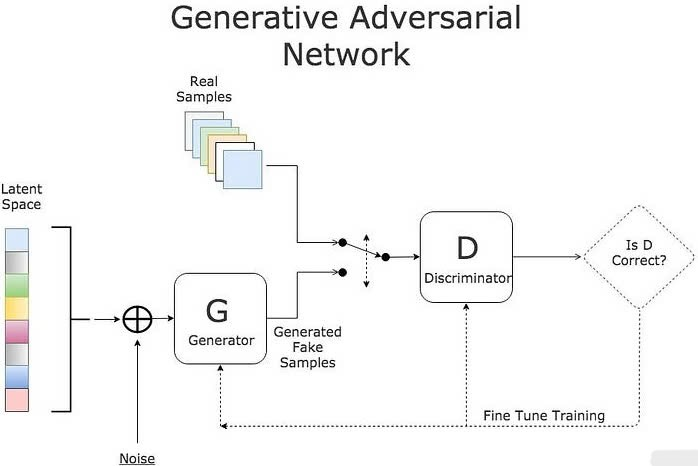 Generative Adversarial
Network
Real
Samples
Latent
Space
G
Generator
Generated
Fake
Samples
Noise
D
Discriminator
Is D
Correct?
Fine Tune Training